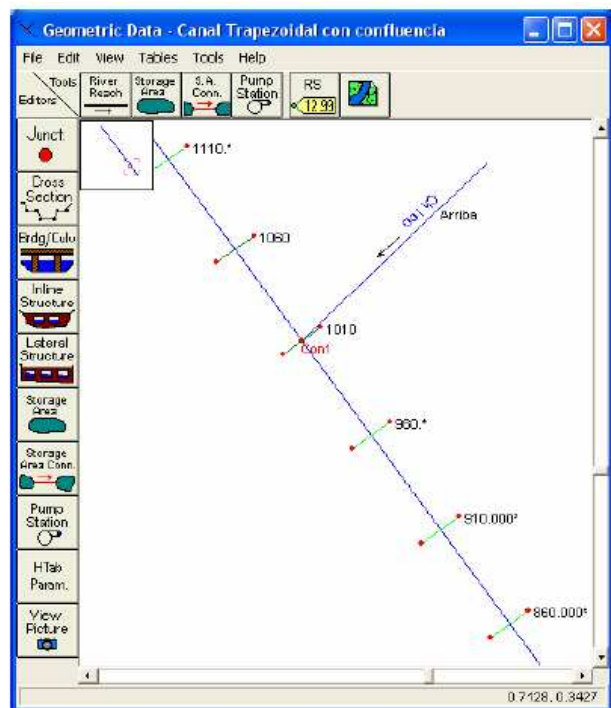 Geometric Data - Canal Trapezoidal con confluencia
File Edit View Tables Tools Help
Tools
Editors
River
Reach
Storage
Area
S.A.
Conn.
Pump
Station
RS
12.99
Junct.
Cross
Section
Brdg/Culv
Inline
Structure
Lateral
Structure
Storage
Area
Storage
Area Conn.
Pump
Station
HTab
Param.
View
Picture
1110.*
1060
Arriba
1010
Conf
960.*
910.000*
860.000*
0.7128, 0.3427